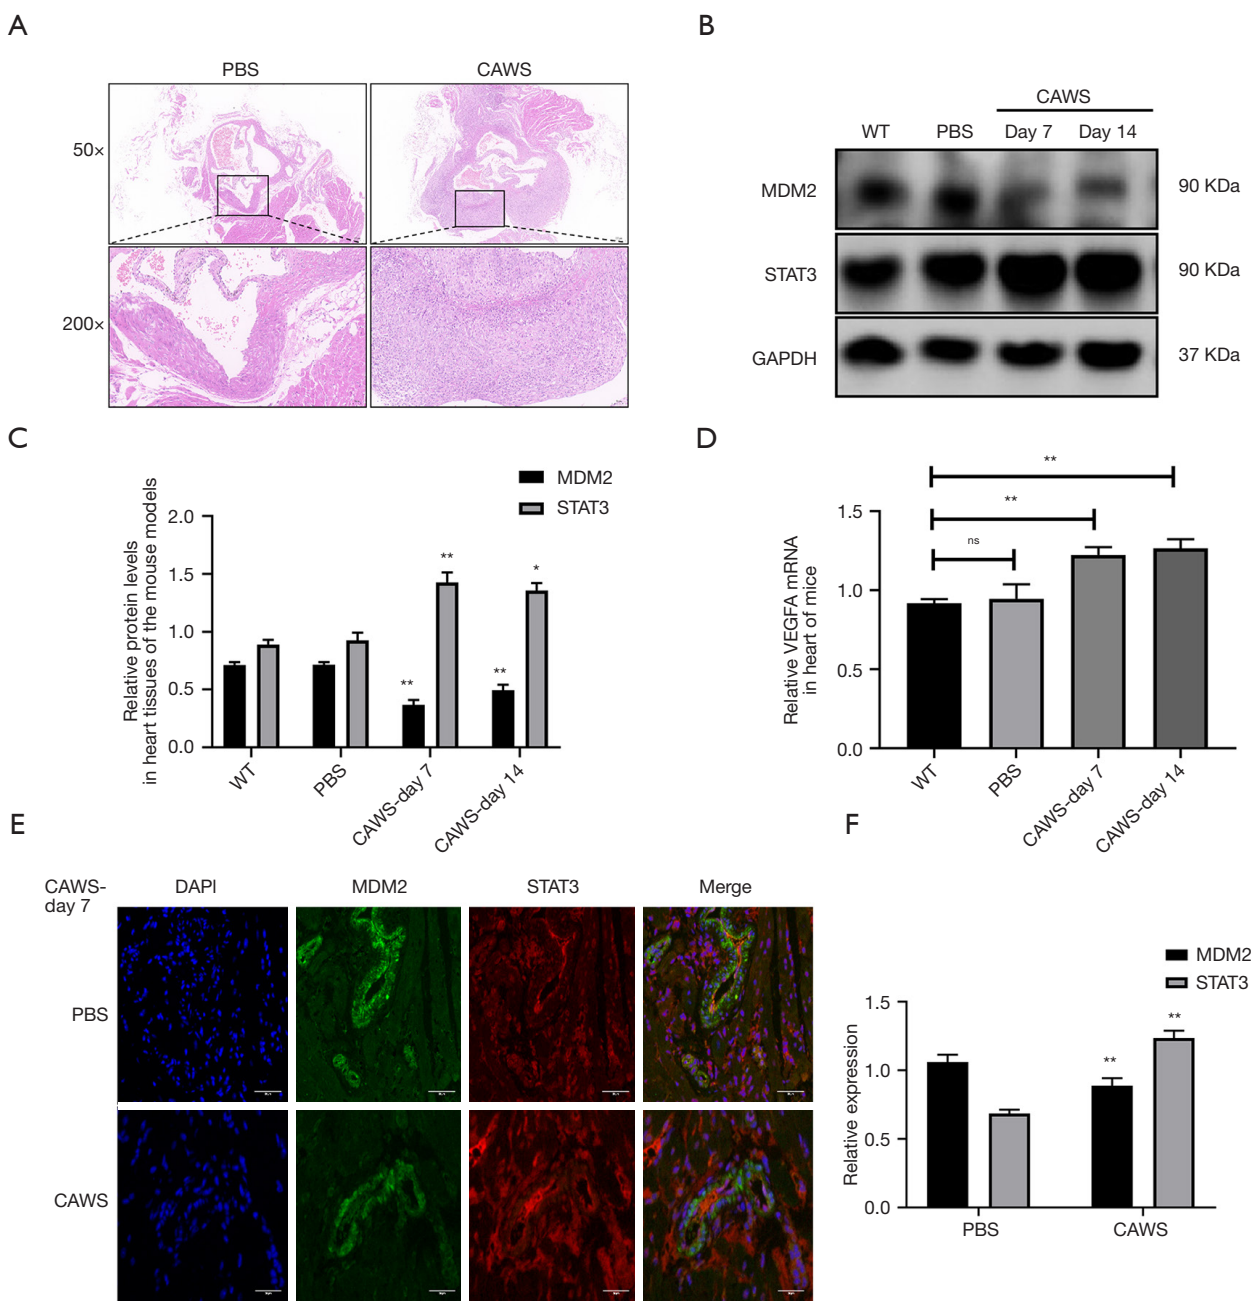 A
PBS
CAWS
50×
200×
B
CAWS
WT
PBS
Day 7
Day 14
MDM2
90 KDa
STAT3
90 KDa
GAPDH
37 KDa
C
MDM2
STAT3
Relative protein levels
in heart tissues of the mouse models
2.0
1.5
1.0
0.5
0.0
**
**
**
*
WT
PBS
CAWS-day 7
CAWS-day 14
D
Relative VEGFA mRNA
in heart of mice
1.5
1.0
0.5
0.0
**
**
ns
WT
PBS
CAWS-day 7
CAWS-day 14
E
CAWS-
day 7
DAPI
MDM2
STAT3
Merge
PBS
CAWS
F
MDM2
STAT3
Relative expression
1.5
1.0
0.5
0.0
**
**
PBS
CAWS